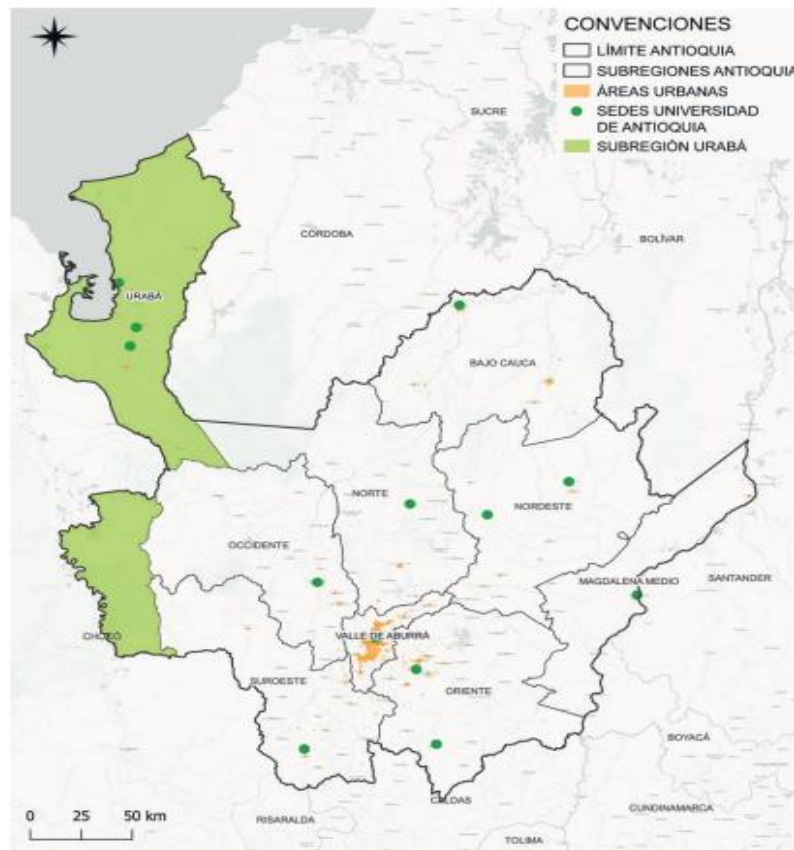 CONVENCIONES
LÍMITE ANTIOQUIA
SUBREGIONES ANTIOQUIA
ÁREAS URBANAS
SEDES UNIVERSIDAD
DE ANTIOQUIA
SUBREGIÓN URABÁ
SUCRE
CÓRDOBA
BOLÍVAR
URABÁ
BAJO CAUCA
NORTE
NORDESTE
OCCIDENTE
MAGDALENA MEDIO
SANTANDER
CHOCÓ
VALLE DE ABURRÁ
SUROESTE
ORIENTE
BOYACÁ
CALDAS
CUNDINAMARCA
RISARALDA
TOLIMA
0 25 50 km